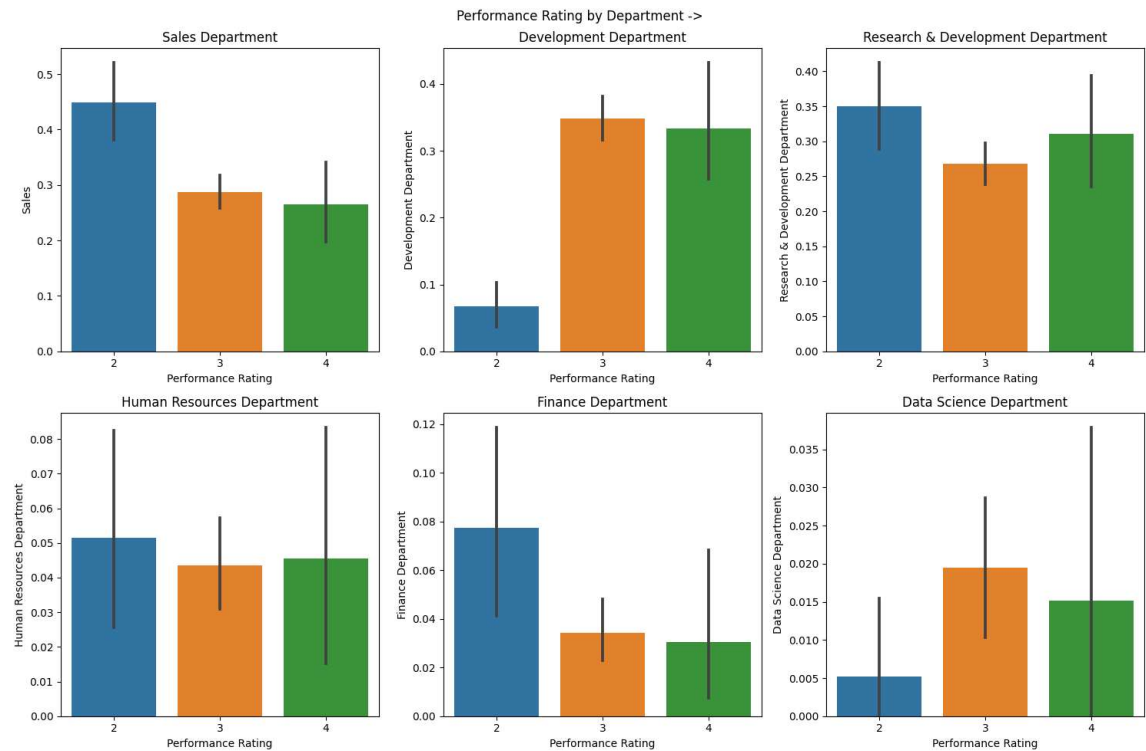 Performance Rating by Department ->
Sales Department
0.5
0.4
0.3
0.2
0.1
0.0
Sales
2 3 4
Performance Rating
Development Department
0.4
0.3
0.2
0.1
0.0
Development Department
2 3 4
Performance Rating
Research & Development Department
0.40
0.35
0.30
0.25
0.20
0.15
0.10
0.05
0.00
Research & Development Department
2 3 4
Performance Rating
Human Resources Department
0.08
0.07
0.06
0.05
0.04
0.03
0.02
0.01
0.00
Human Resources Department
2 3 4
Performance Rating
Finance Department
0.12
0.10
0.08
0.06
0.04
0.02
0.00
Finance Department
2 3 4
Performance Rating
Data Science Department
0.035
0.030
0.025
0.020
0.015
0.010
0.005
0.000
Data Science Department
2 3 4
Performance Rating